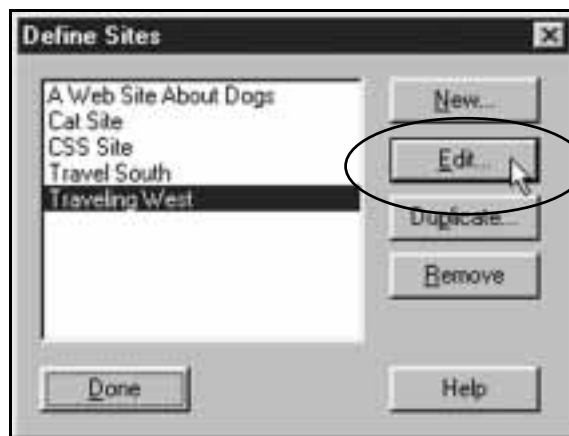 Define Sites
A Web Site About Dogs
Cat Site
CSS Site
Travel South
Traveling West
New...
Edit...
Duplicate...
Remove
Done
Help